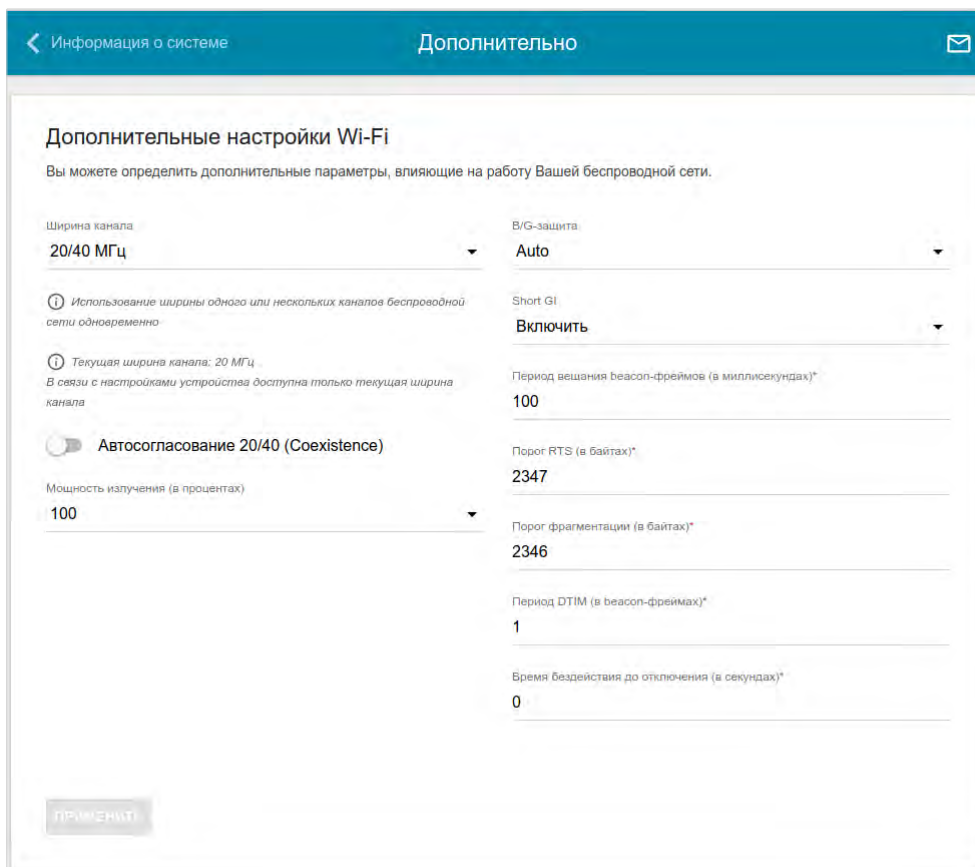 Информация о системе
Дополнительно
Дополнительные настройки Wi-Fi
Вы можете определить дополнительные параметры, влияющие на работу Вашей беспроводной сети.
Ширина канала
20/40 МГц
Использование ширины одного или нескольких каналов беспроводной
сети одновременно
Текущая ширина канала: 20 МГц
В связи с настройками устройства доступна только текущая ширина
канала
Автосогласование 20/40 (Coexistence)
Мощность излучения (в процентах)
100
B/G-защита
Auto
Short GI
Включить
Период вещания beacon-фреймов (в миллисекундах)*
100
Порог RTS (в байтах)*
2347
Порог фрагментации (в байтах)*
2346
Период DTIM (в beacon-фреймах)*
1
Время бездействия до отключения (в секундах)*
0
ПРИМЕНИТЬ